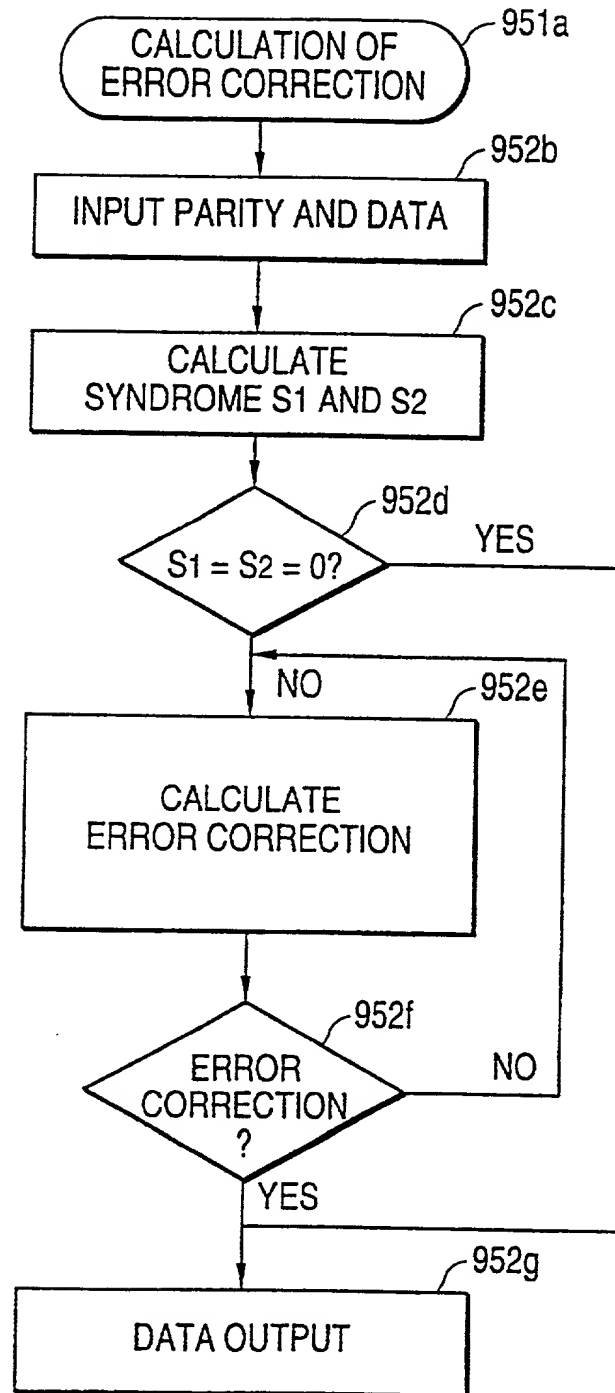 951a
CALCULATION OF
ERROR CORRECTION
952b
INPUT PARITY AND DATA
952c
CALCULATE
SYNDROME S1 AND S2
952d
YES
S1 = S2 = 0?
NO
952e
CALCULATE
ERROR CORRECTION
952f
ERROR
CORRECTION
?
NO
YES
952g
DATA OUTPUT